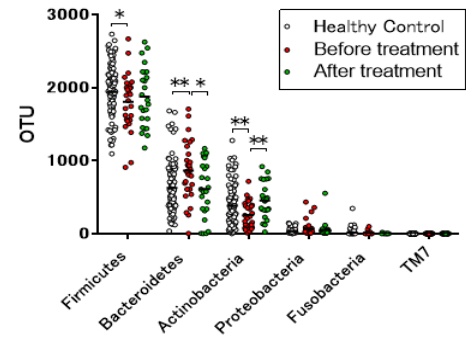 Healthy Control
Before treatment
After treatment
OTU
3000
2000
1000
0
*
** *
**
**
Firmicutes
Bacteroidetes
Actinobacteria
Proteobacteria
Fusobacteria
TM7